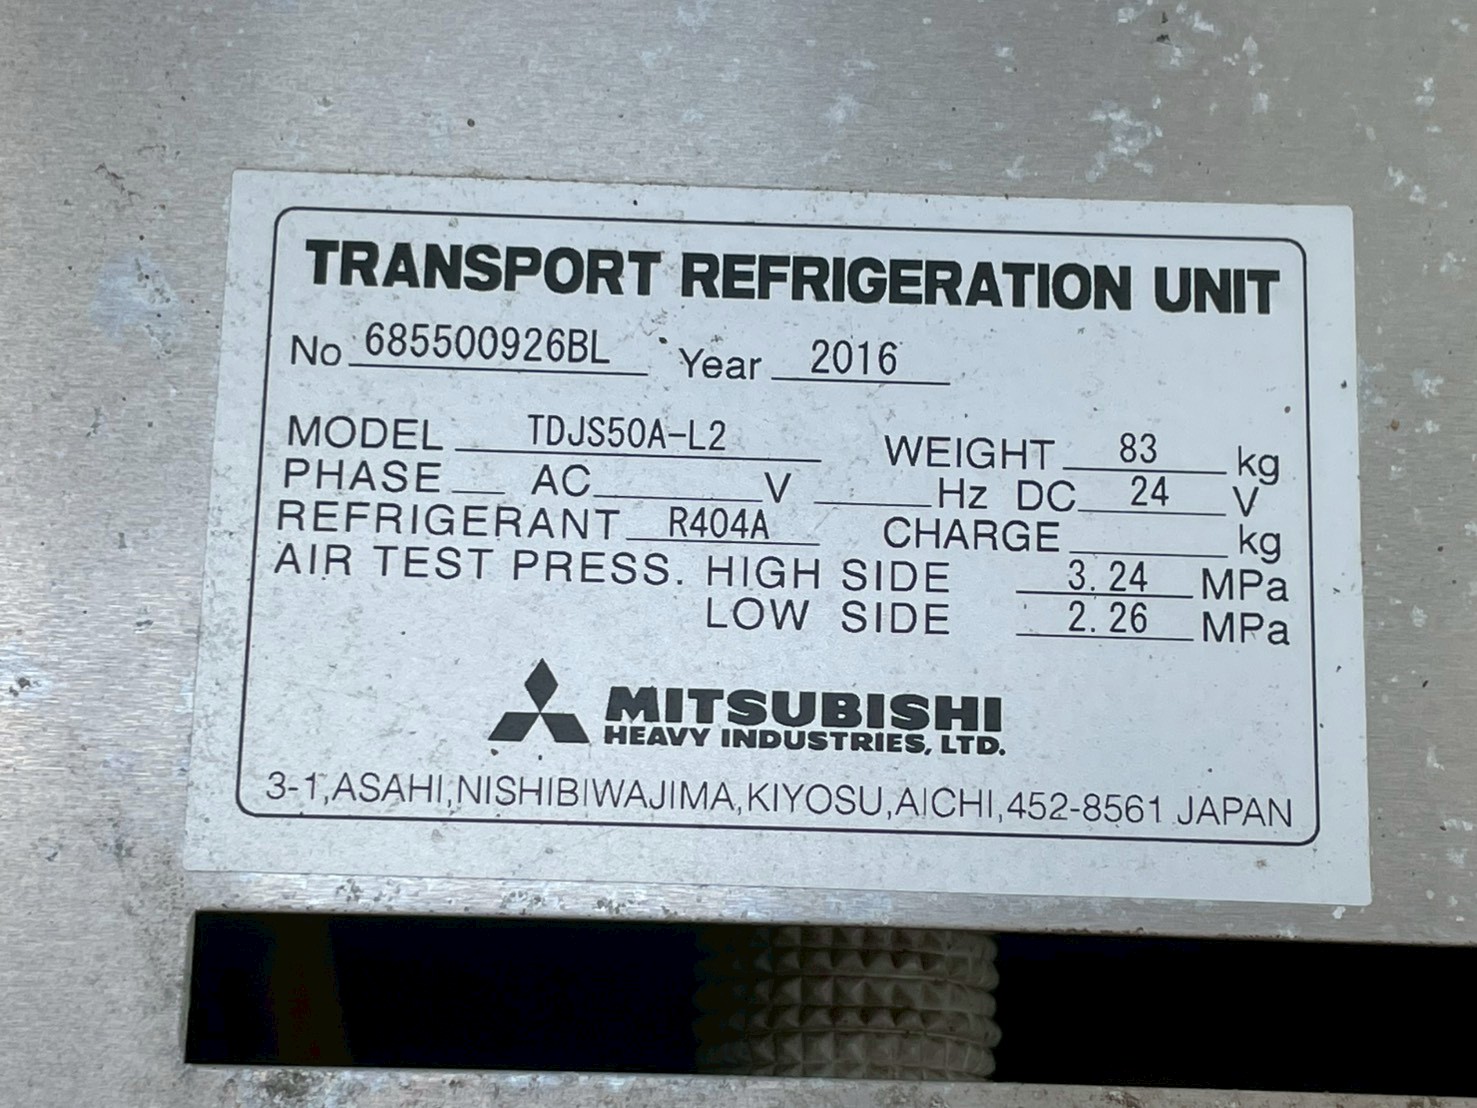 TRANSPORT REFRIGERATION UNIT
No 685500926BL Year 2016
MODEL TDJS50A-L2 WEIGHT 83 kg
PHASE AC V Hz DC 24 V
REFRIGERANT R404A CHARGE kg
AIR TEST PRESS. HIGH SIDE 3.24 MPa
LOW SIDE 2.26 MPa
MITSUBISHI
HEAVY INDUSTRIES, LTD.
3-1,ASAHI,NISHIBIWAJIMA,KIYOSU,AICHI,452-8561 JAPAN